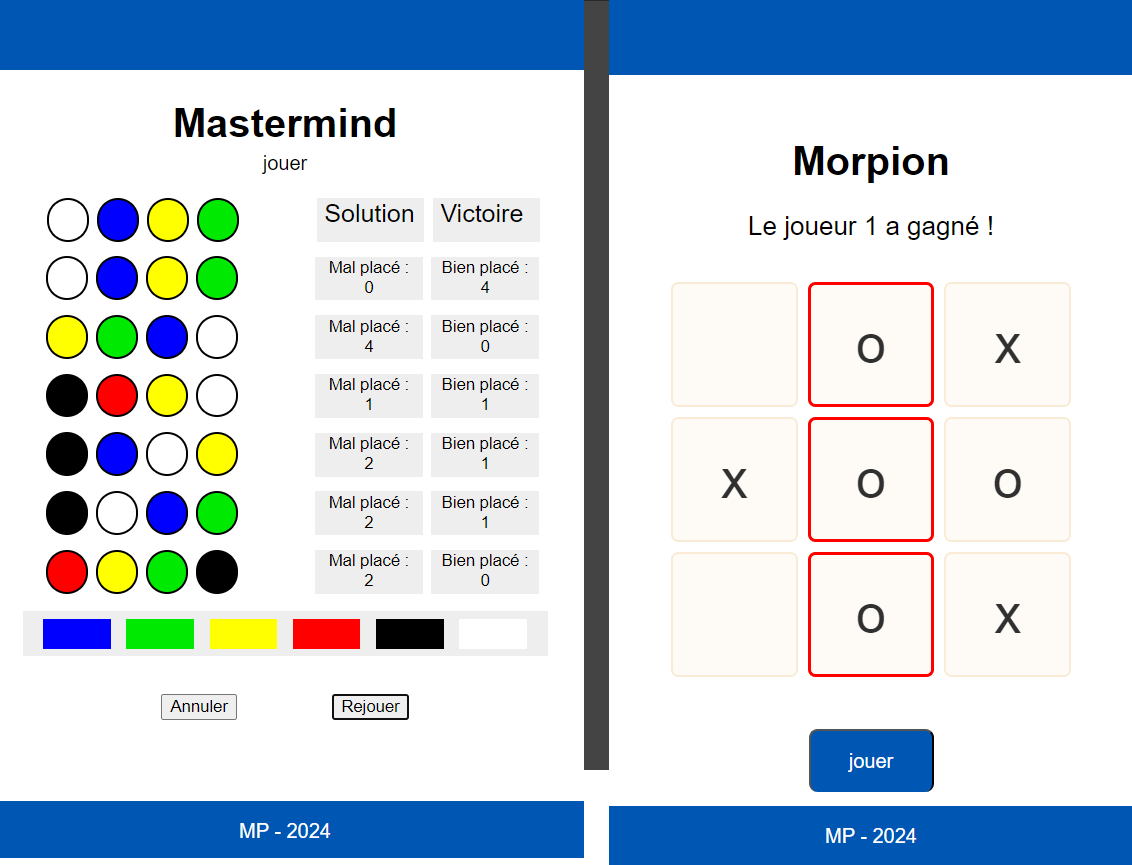 Mastermind
jouer
Solution Victoire
Mal placé : Bien placé :
0 4
Mal placé : Bien placé :
4 0
Mal placé : Bien placé :
1 1
Mal placé : Bien placé :
2 1
Mal placé : Bien placé :
2 1
Mal placé : Bien placé :
2 0
Annuler Rejouer
MP - 2024
Morpion
Le joueur 1 a gagné !
o x
x o o
o x
jouer
MP - 2024